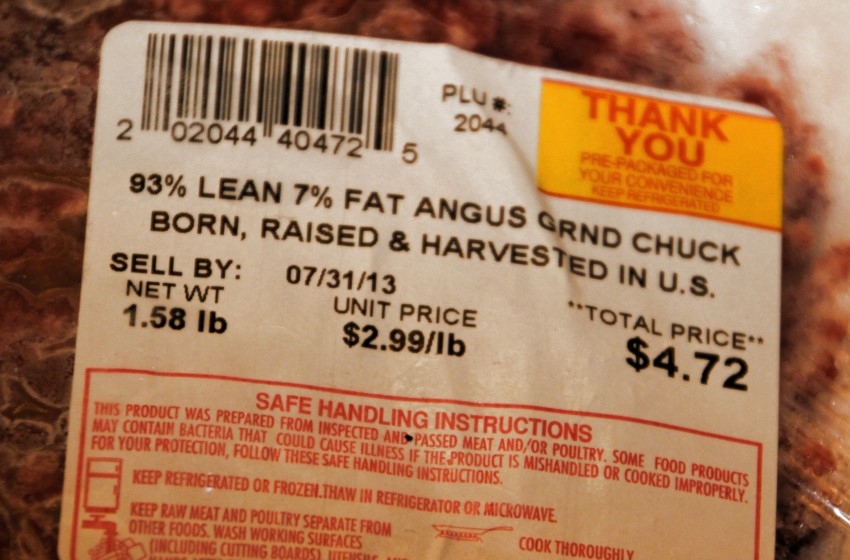 2 02044 40472 5
PLU #:
2044
THANK
YOU
PRE-PACKAGED FOR
YOUR CONVENIENCE
KEEP REFRIGERATED
93% LEAN 7% FAT ANGUS GRND CHUCK
BORN, RAISED & HARVESTED IN U.S.
SELL BY: 07/31/13
NET WT UNIT PRICE **TOTAL PRICE**
1.58 lb $2.99/lb $4.72
SAFE HANDLING INSTRUCTIONS
THIS PRODUCT WAS PREPARED FROM INSPECTED AND PASSED MEAT AND/OR POULTRY. SOME FOOD PRODUCTS
MAY CONTAIN BACTERIA THAT COULD CAUSE ILLNESS IF THE PRODUCT IS MISHANDLED OR COOKED IMPROPERLY.
FOR YOUR PROTECTION, FOLLOW THESE SAFE HANDLING INSTRUCTIONS.
KEEP REFRIGERATED OR FROZEN.THAW IN REFRIGERATOR OR MICROWAVE.
KEEP RAW MEAT AND POULTRY SEPARATE FROM
OTHER FOODS. WASH WORKING SURFACES
(INCLUDING CUTTING BOARDS), UTENSILS,
COOK THOROUGHLY